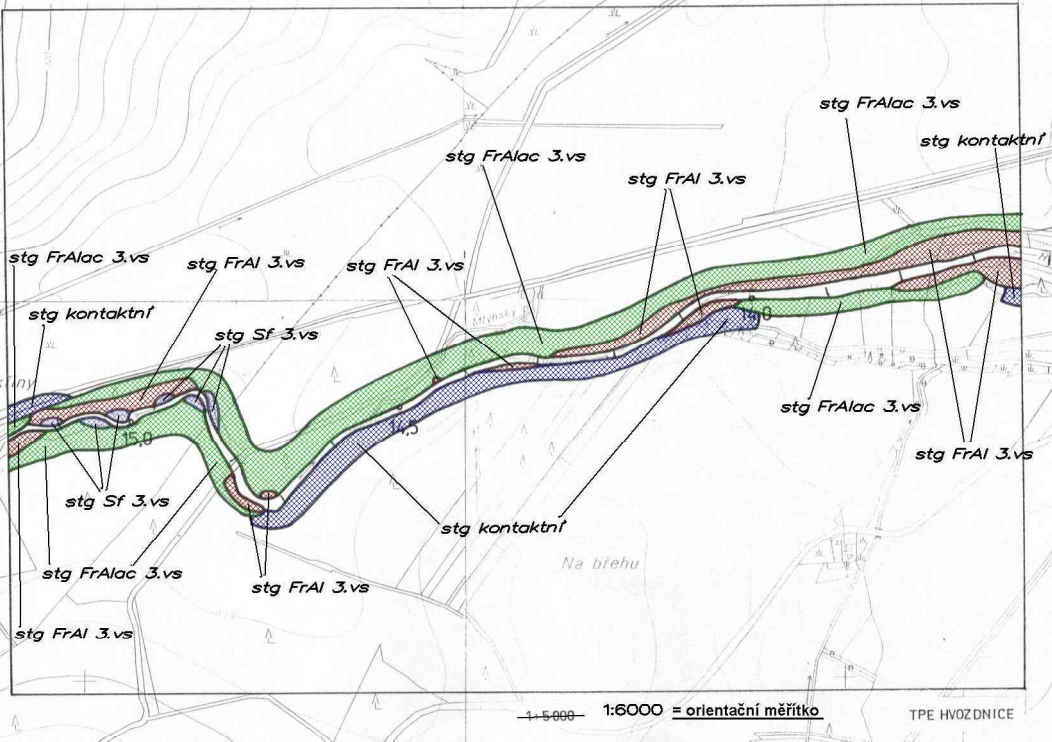 stg FrAlac 3.vs
stg kontaktní
stg FrAlac 3.vs
stg FrAl 3.vs
stg FrAlac 3.vs
stg FrAl 3.vs
stg FrAl 3.vs
stg kontaktní
Mlýnský
14,0
stg Sf 3.vs
stg FrAlac 3.vs
14,5
15,0
stg FrAl 3.vs
stg Sf 3.vs
stg kontaktní
Na břehu
stg FrAlac 3.vs
stg FrAl 3.vs
stg FrAl 3.vs
1:5000
1:6000 = orientační měřítko
TPE HVOZDNICE